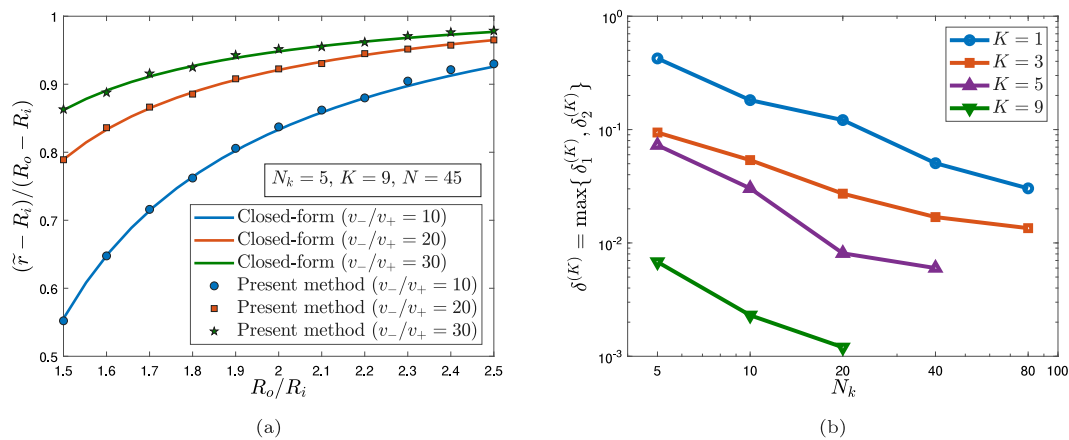 (r̃ − R_i)/(R_o − R_i)
1
0.9
0.8
0.7
0.6
0.5
N_k = 5, K = 9, N = 45
Closed-form (v_−/v_+ = 10)
Closed-form (v_−/v_+ = 20)
Closed-form (v_−/v_+ = 30)
Present method (v_−/v_+ = 10)
Present method (v_−/v_+ = 20)
Present method (v_−/v_+ = 30)
1.5 1.6 1.7 1.8 1.9 2 2.1 2.2 2.3 2.4 2.5
R_o/R_i
(a)
δ^(K) = max{ δ_1^(K), δ_2^(K) }
10^0
10^-1
10^-2
10^-3
K = 1
K = 3
K = 5
K = 9
5 10 20 40 80 100
N_k
(b)